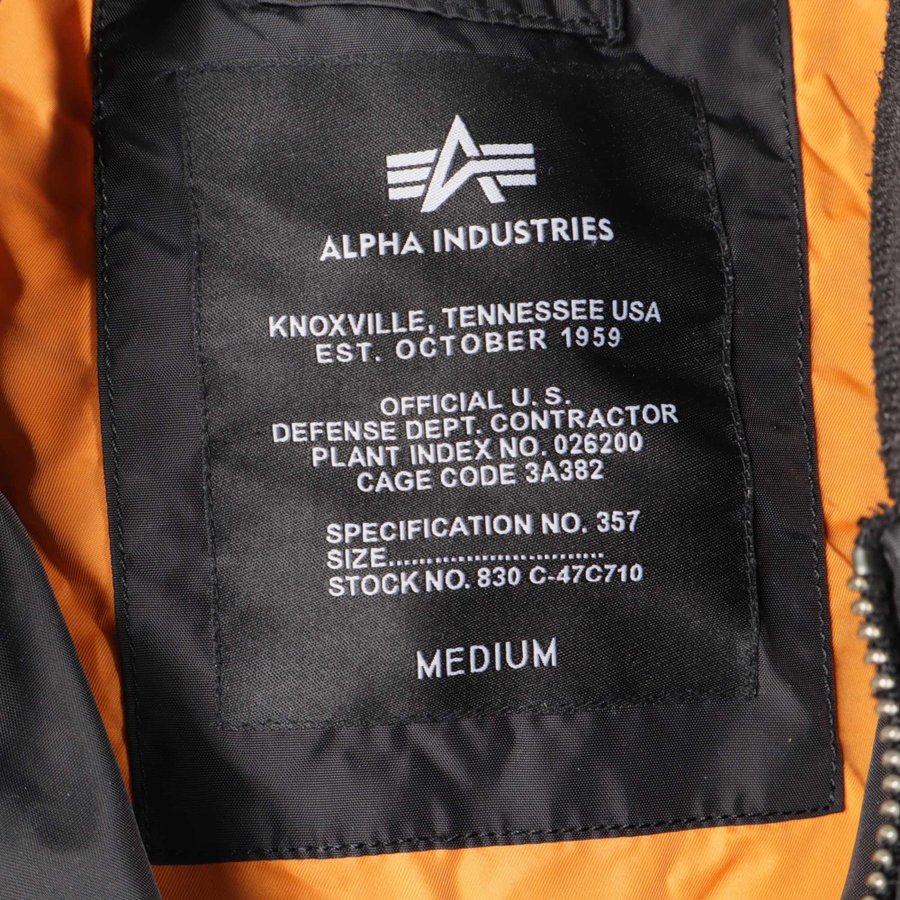 ALPHA INDUSTRIES
KNOXVILLE, TENNESSEE USA
EST. OCTOBER 1959
OFFICIAL U. S.
DEFENSE DEPT. CONTRACTOR
PLANT INDEX NO. 026200
CAGE CODE 3A382
SPECIFICATION NO. 357
SIZE..............................
STOCK NO. 830 C-47C710
MEDIUM